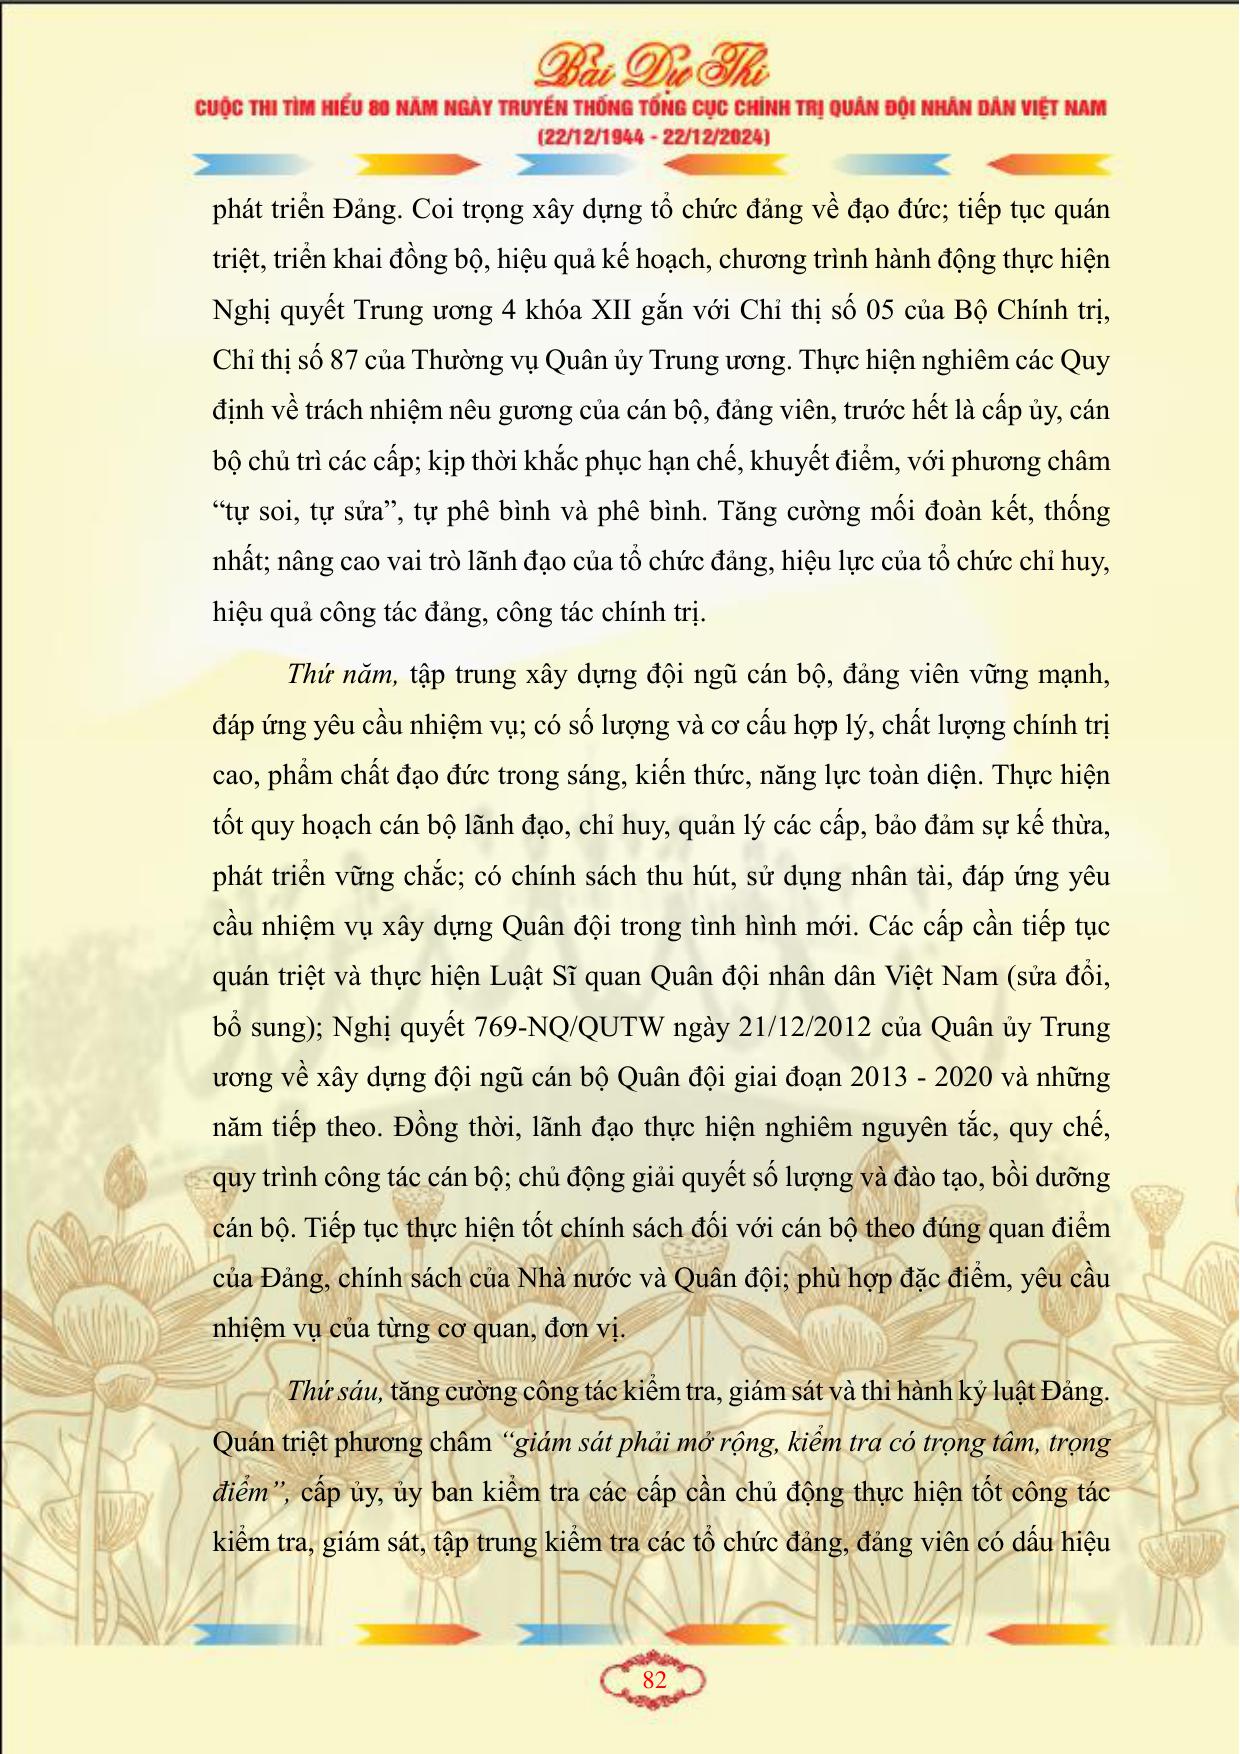 Bài Dự Thi
CUỘC THI TÌM HIỂU 80 NĂM NGÀY TRUYỀN THỐNG TỔNG CỤC CHÍNH TRỊ QUÂN ĐỘI NHÂN DÂN VIỆT NAM
(22/12/1944 - 22/12/2024)
phát triển Đảng. Coi trọng xây dựng tổ chức đảng về đạo đức; tiếp tục quán
triệt, triển khai đồng bộ, hiệu quả kế hoạch, chương trình hành động thực hiện
Nghị quyết Trung ương 4 khóa XII gắn với Chỉ thị số 05 của Bộ Chính trị,
Chỉ thị số 87 của Thường vụ Quân ủy Trung ương. Thực hiện nghiêm các Quy
định về trách nhiệm nêu gương của cán bộ, đảng viên, trước hết là cấp ủy, cán
bộ chủ trì các cấp; kịp thời khắc phục hạn chế, khuyết điểm, với phương châm
“tự soi, tự sửa”, tự phê bình và phê bình. Tăng cường mối đoàn kết, thống
nhất; nâng cao vai trò lãnh đạo của tổ chức đảng, hiệu lực của tổ chức chỉ huy,
hiệu quả công tác đảng, công tác chính trị.
Thứ năm, tập trung xây dựng đội ngũ cán bộ, đảng viên vững mạnh,
đáp ứng yêu cầu nhiệm vụ; có số lượng và cơ cấu hợp lý, chất lượng chính trị
cao, phẩm chất đạo đức trong sáng, kiến thức, năng lực toàn diện. Thực hiện
tốt quy hoạch cán bộ lãnh đạo, chỉ huy, quản lý các cấp, bảo đảm sự kế thừa,
phát triển vững chắc; có chính sách thu hút, sử dụng nhân tài, đáp ứng yêu
cầu nhiệm vụ xây dựng Quân đội trong tình hình mới. Các cấp cần tiếp tục
quán triệt và thực hiện Luật Sĩ quan Quân đội nhân dân Việt Nam (sửa đổi,
bổ sung); Nghị quyết 769-NQ/QUTW ngày 21/12/2012 của Quân ủy Trung
ương về xây dựng đội ngũ cán bộ Quân đội giai đoạn 2013 - 2020 và những
năm tiếp theo. Đồng thời, lãnh đạo thực hiện nghiêm nguyên tắc, quy chế,
quy trình công tác cán bộ; chủ động giải quyết số lượng và đào tạo, bồi dưỡng
cán bộ. Tiếp tục thực hiện tốt chính sách đối với cán bộ theo đúng quan điểm
của Đảng, chính sách của Nhà nước và Quân đội; phù hợp đặc điểm, yêu cầu
nhiệm vụ của từng cơ quan, đơn vị.
Thứ sáu, tăng cường công tác kiểm tra, giám sát và thi hành kỷ luật Đảng.
Quán triệt phương châm “giám sát phải mở rộng, kiểm tra có trọng tâm, trọng
điểm”, cấp ủy, ủy ban kiểm tra các cấp cần chủ động thực hiện tốt công tác
kiểm tra, giám sát, tập trung kiểm tra các tổ chức đảng, đảng viên có dấu hiệu
82